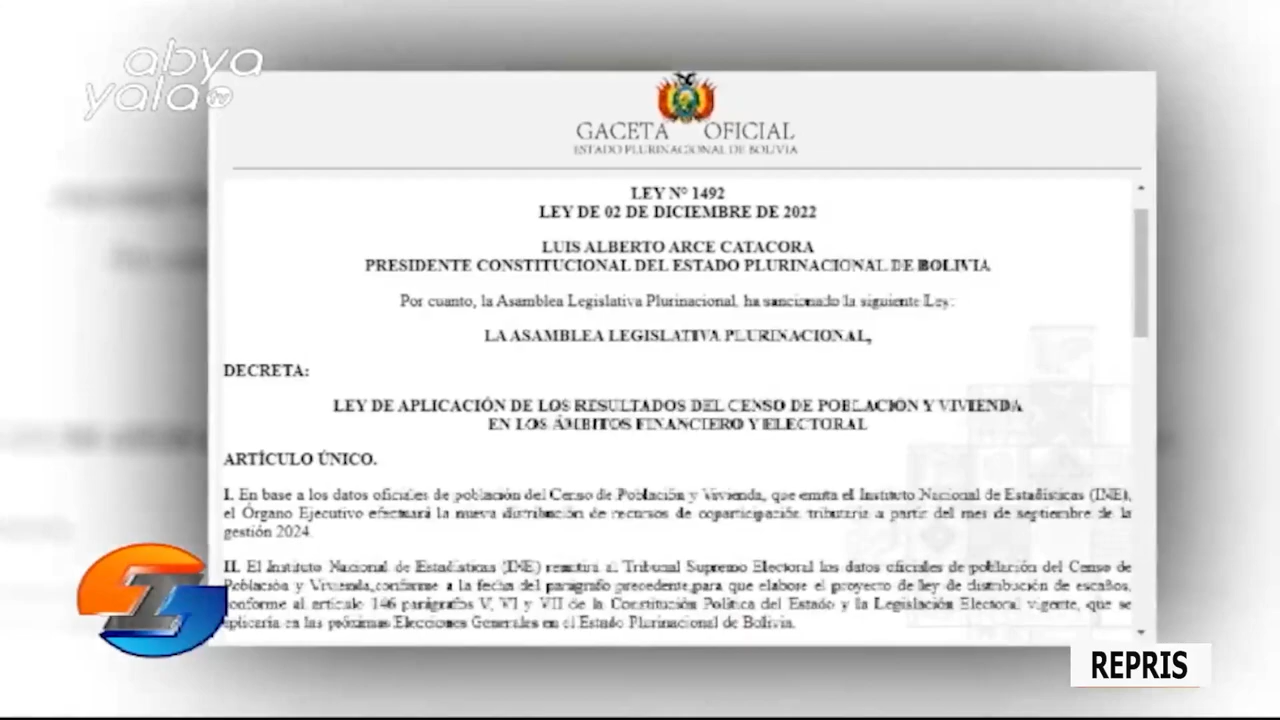 abya
yala tv
GACETA OFICIAL
ESTADO PLURINACIONAL DE BOLIVIA
LEY Nº 1492
LEY DE 02 DE DICIEMBRE DE 2022
LUIS ALBERTO ARCE CATACORA
PRESIDENTE CONSTITUCIONAL DEL ESTADO PLURINACIONAL DE BOLIVIA
Por cuanto, la Asamblea Legislativa Plurinacional, ha sancionado la siguiente Ley:
LA ASAMBLEA LEGISLATIVA PLURINACIONAL,
DECRETA:
LEY DE APLICACIÓN DE LOS RESULTADOS DEL CENSO DE POBLACIÓN Y VIVIENDA
EN LOS ÁMBITOS FINANCIERO Y ELECTORAL
ARTÍCULO ÚNICO.
I. En base a los datos oficiales de población del Censo de Población y Vivienda, que emita el Instituto Nacional de Estadísticas (INE),
el Órgano Ejecutivo efectuará la nueva distribución de recursos de coparticipación tributaria a partir del mes de septiembre de la
gestión 2024.
II. El Instituto Nacional de Estadísticas (INE) remitirá al Tribunal Supremo Electoral los datos oficiales de población del Censo de
Población y Vivienda,conforme a la fecha del parágrafo precedente,para que elabore el proyecto de ley de distribución de escaños,
conforme al artículo 146 parágrafos V, VI y VII de la Constitución Política del Estado y la Legislación Electoral vigente, que se
aplicaría en las próximas Elecciones Generales en el Estado Plurinacional de Bolivia.
REPRIS